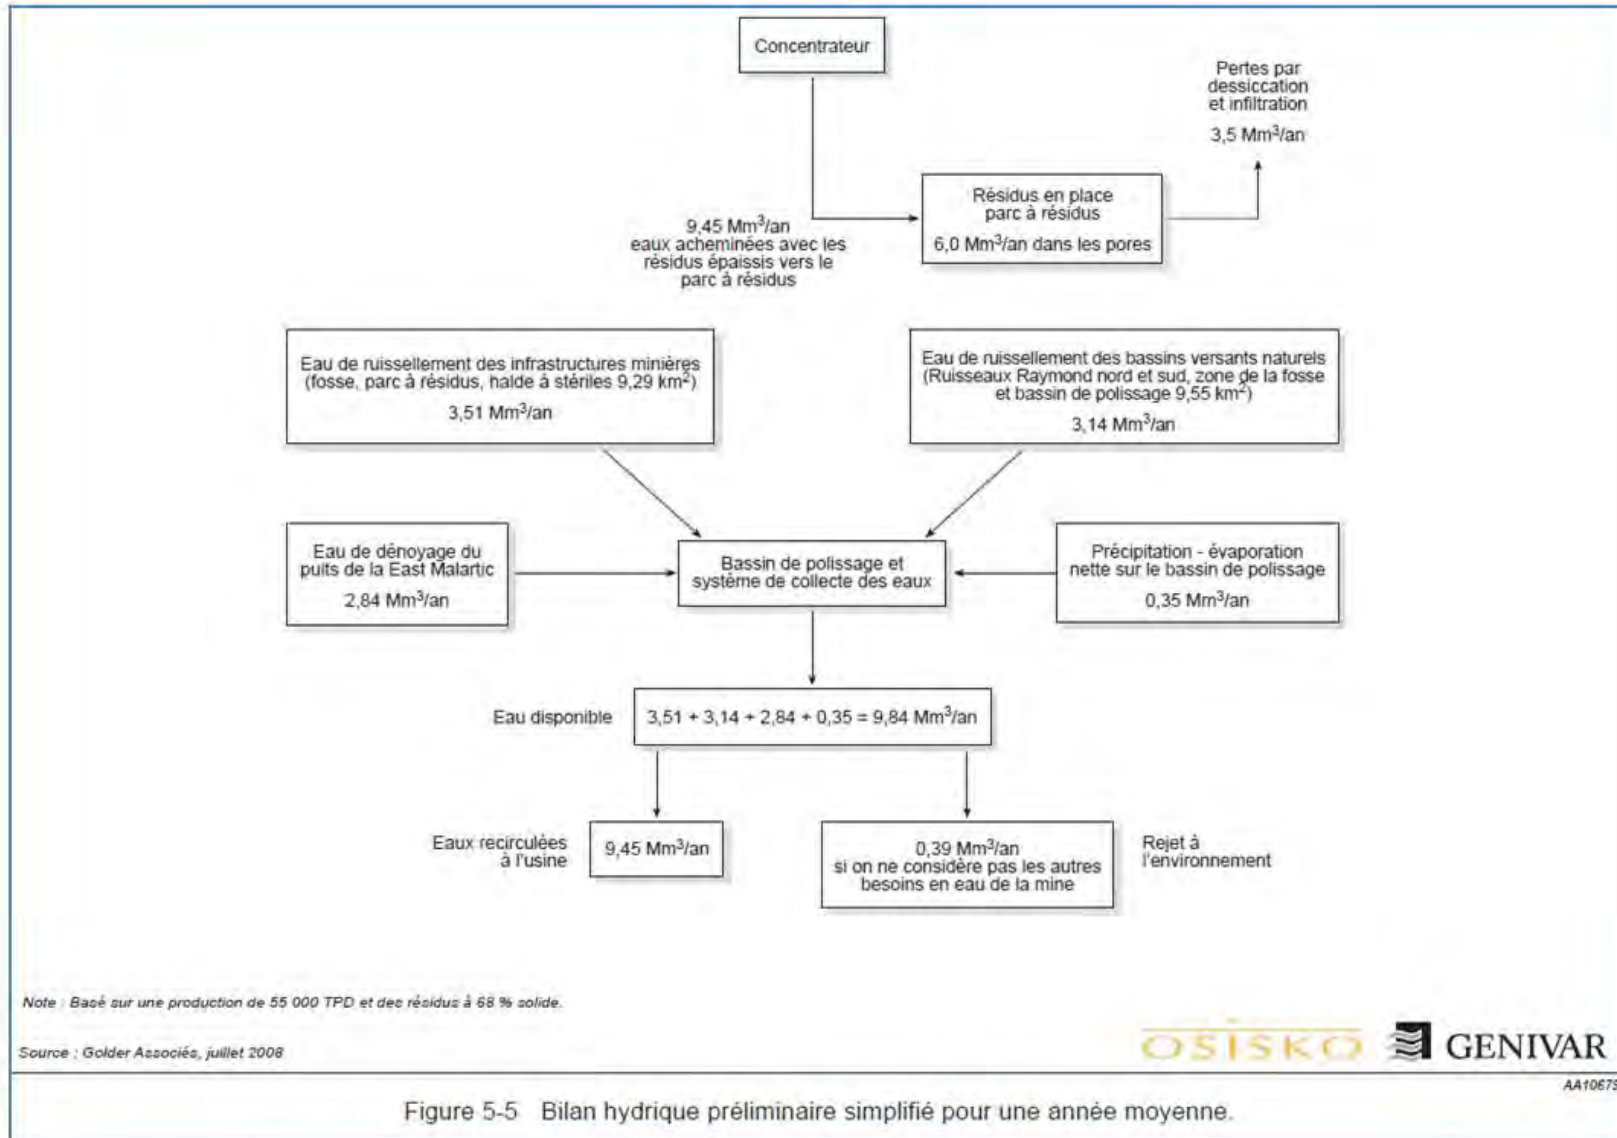 Concentrateur
Pertes par
dessiccation
et infiltration
3,5 Mm³/an
Résidus en place
parc à résidus
6,0 Mm³/an dans les pores
9,45 Mm³/an
eaux acheminées avec les
résidus épaissis vers le
parc à résidus
Eau de ruissellement des infrastructures minières
(fosse, parc à résidus, halde à stériles 9,29 km²)
3,51 Mm³/an
Eau de ruissellement des bassins versants naturels
(Ruisseaux Raymond nord et sud, zone de la fosse
et bassin de polissage 9,55 km²)
3,14 Mm³/an
Eau de dénoyage du
puits de la East Malartic
2,84 Mm³/an
Bassin de polissage et
système de collecte des eaux
Précipitation - évaporation
nette sur le bassin de polissage
0,35 Mm³/an
Eau disponible
3,51 + 3,14 + 2,84 + 0,35 = 9,84 Mm³/an
Eaux recirculées
à l'usine
9,45 Mm³/an
0,39 Mm³/an
si on ne considère pas les autres
besoins en eau de la mine
Rejet à
l'environnement
Note : Basé sur une production de 55 000 TPD et des résidus à 68 % solide.
Source : Golder Associés, juillet 2008
OSISKO
GENIVAR
AA10679
Figure 5-5 Bilan hydrique préliminaire simplifié pour une année moyenne.